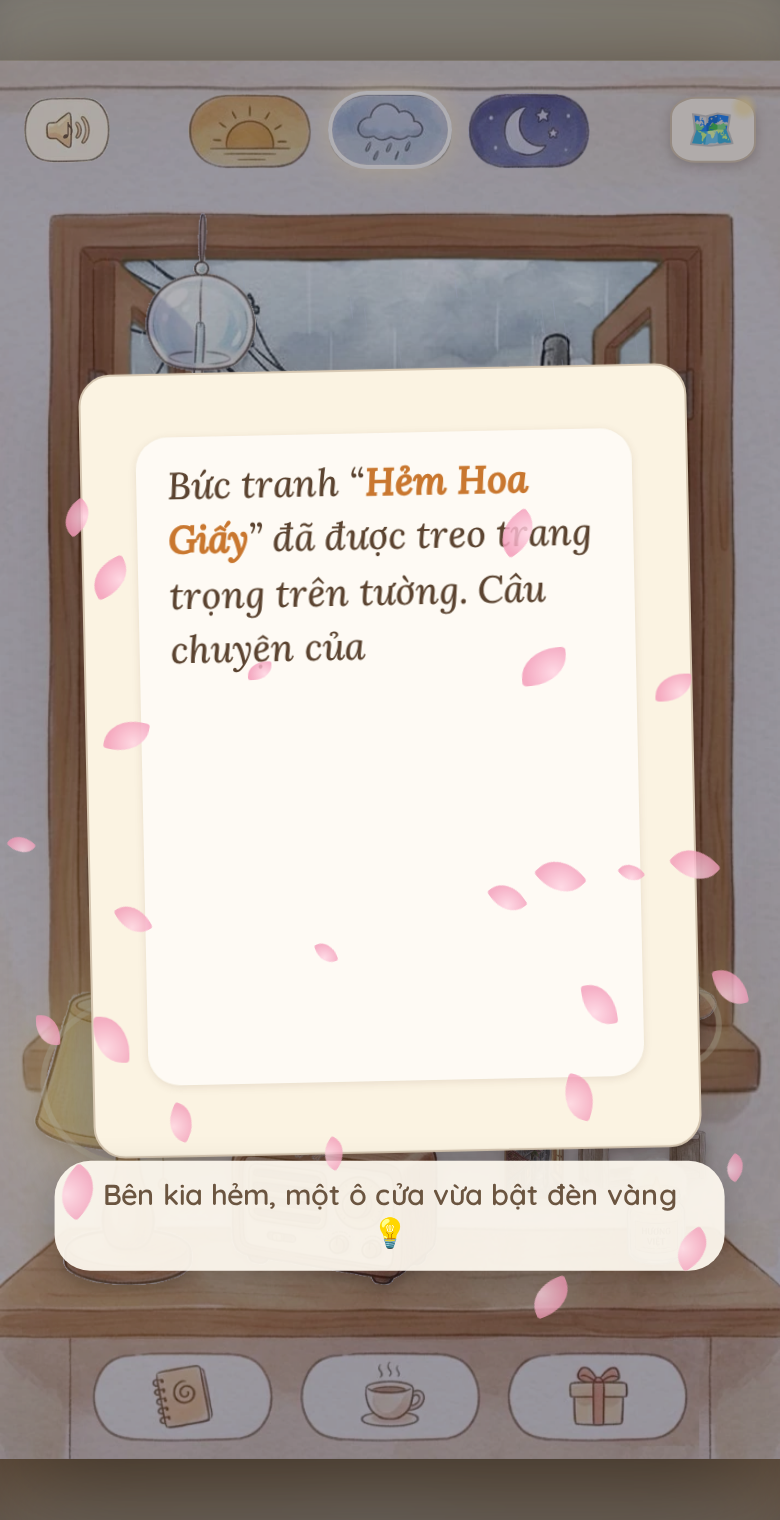 Bức tranh “Hẻm Hoa
Giấy” đã được treo trang
trọng trên tường. Câu
chuyện của
Bên kia hẻm, một ô cửa vừa bật đèn vàng
💡